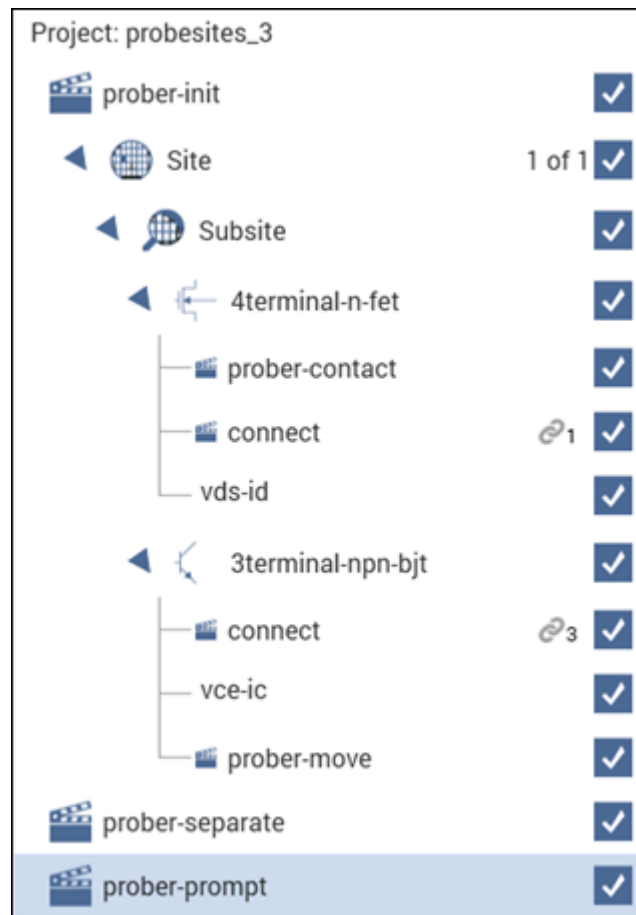 Project: probesites_3
prober-init
Site 1 of 1
Subsite
4terminal-n-fet
prober-contact
connect 1
vds-id
3terminal-npn-bjt
connect 3
vce-ic
prober-move
prober-separate
prober-prompt